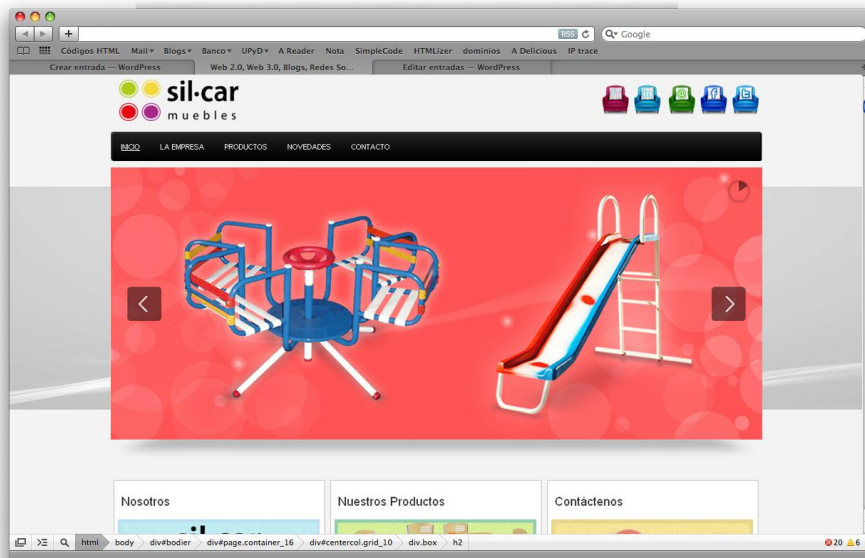 RSS Google
Códigos HTML Mail Blogs Banco UPyD A Reader Nota SimpleCode HTMLizer dominios A Delicious IP trace
Crear entrada — WordPress Web 2.0, Web 3.0, Blogs, Redes So... Editar entradas — WordPress
sil·car
muebles
INICIO LA EMPRESA PRODUCTOS NOVEDADES CONTACTO
Nosotros Nuestros Productos Contáctenos
html body div#bodier div#page.container_16 div#centercol.grid_10 div.box h2 20 6